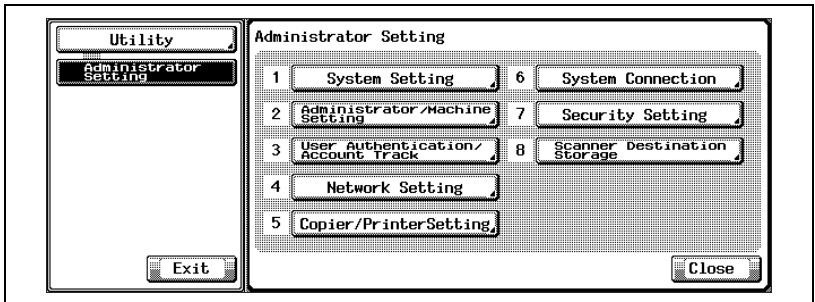 Utility
Administrator
Setting
Exit
Administrator Setting
1 System Setting
2 Administrator/Machine
Setting
3 User Authentication/
Account Track
4 Network Setting
5 Copier/PrinterSetting
6 System Connection
7 Security Setting
8 Scanner Destination
Storage
Close